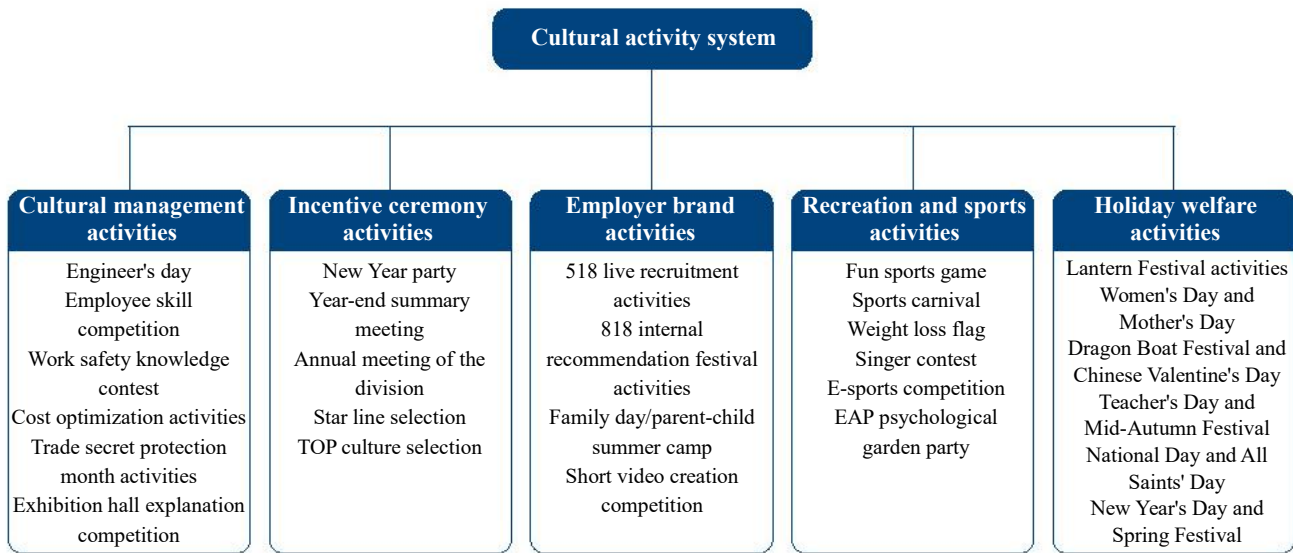 Cultural activity system
Cultural management
activities
Engineer's day
Employee skill
competition
Work safety knowledge
contest
Cost optimization activities
Trade secret protection
month activities
Exhibition hall explanation
competition
Incentive ceremony
activities
New Year party
Year-end summary
meeting
Annual meeting of the
division
Star line selection
TOP culture selection
Employer brand
activities
518 live recruitment
activities
818 internal
recommendation festival
activities
Family day/parent-child
summer camp
Short video creation
competition
Recreation and sports
activities
Fun sports game
Sports carnival
Weight loss flag
Singer contest
E-sports competition
EAP psychological
garden party
Holiday welfare
activities
Lantern Festival activities
Women's Day and
Mother's Day
Dragon Boat Festival and
Chinese Valentine's Day
Teacher's Day and
Mid-Autumn Festival
National Day and All
Saints' Day
New Year's Day and
Spring Festival